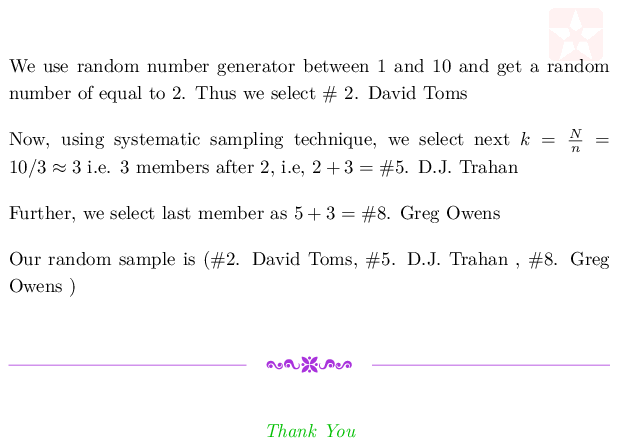 We use random number generator between 1 and 10 and get a random
number of equal to 2. Thus we select # 2. David Toms
Now, using systematic sampling technique, we select next k = N/n =
10/3 ≈ 3 i.e. 3 members after 2, i.e, 2 + 3 = #5. D.J. Trahan
Further, we select last member as 5 + 3 = #8. Greg Owens
Our random sample is (#2. David Toms, #5. D.J. Trahan , #8. Greg
Owens )
Thank You